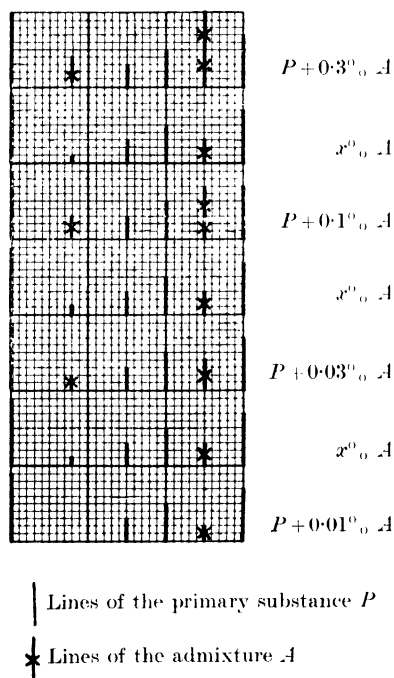 P + 0·3% A
x% A
P + 0·1% A
x% A
P + 0·03% A
x% A
P + 0·01% A
Lines of the primary substance P
Lines of the admixture A